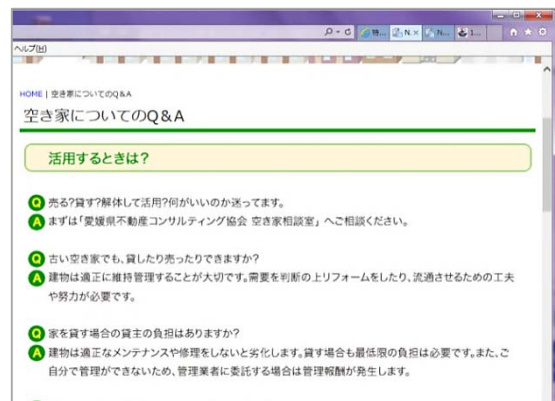 ヘルプ(H)
HOME | 空き家についてのQ&A
空き家についてのQ&A
活用するときは?
Q 売る?貸す?解体して活用?何がいいのか迷ってます。
A まずは「愛媛県不動産コンサルティング協会 空き家相談室」 へご相談ください。
Q 古い空き家でも、貸したり売ったりできますか?
A 建物は適正に維持管理することが大切です。需要を判断の上リフォームをしたり、流通させるための工夫
や努力が必要です。
Q 家を貸す場合の貸主の負担はありますか?
A 建物は適正なメンテナンスや修理をしないと劣化します。貸す場合も最低限の負担は必要です。また、ご
自分で管理ができないため、管理業者に委託する場合は管理報酬が発生します。